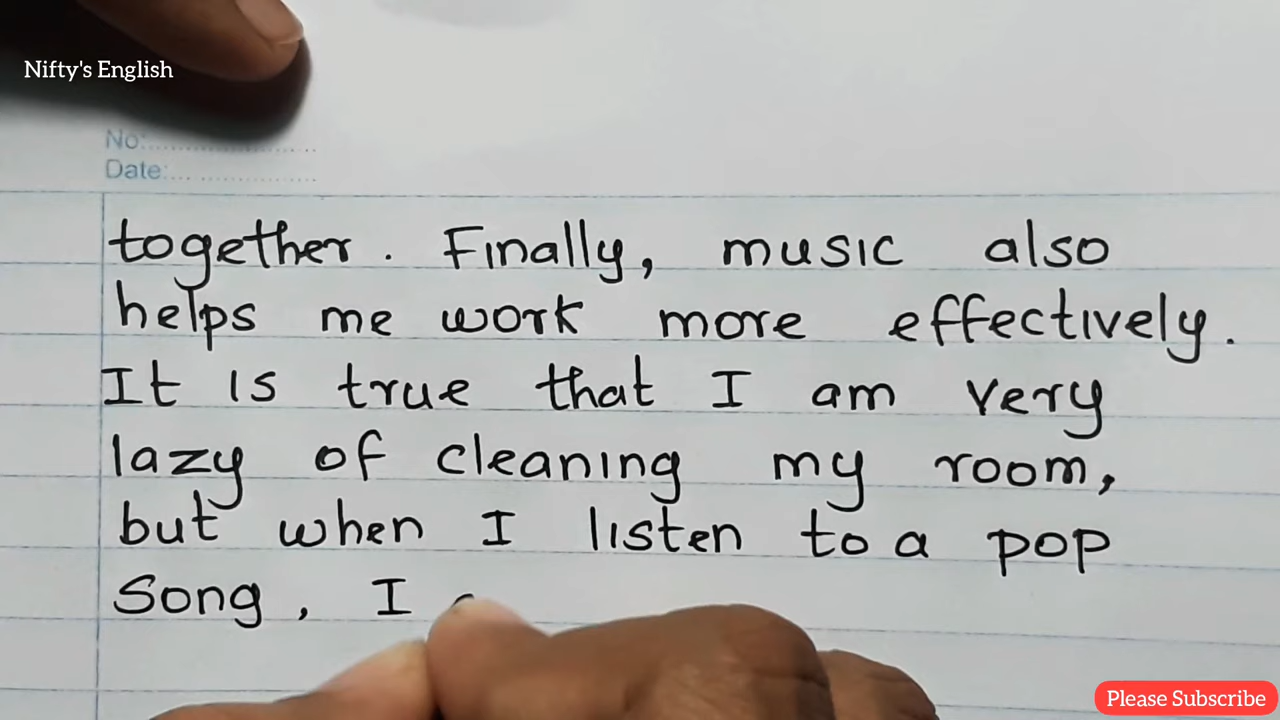 Nifty's English
No:
Date:
together. Finally, music also
helps me work more effectively.
It is true that I am very
lazy of cleaning my room,
but when I listen to a pop
Song, I
Please Subscribe